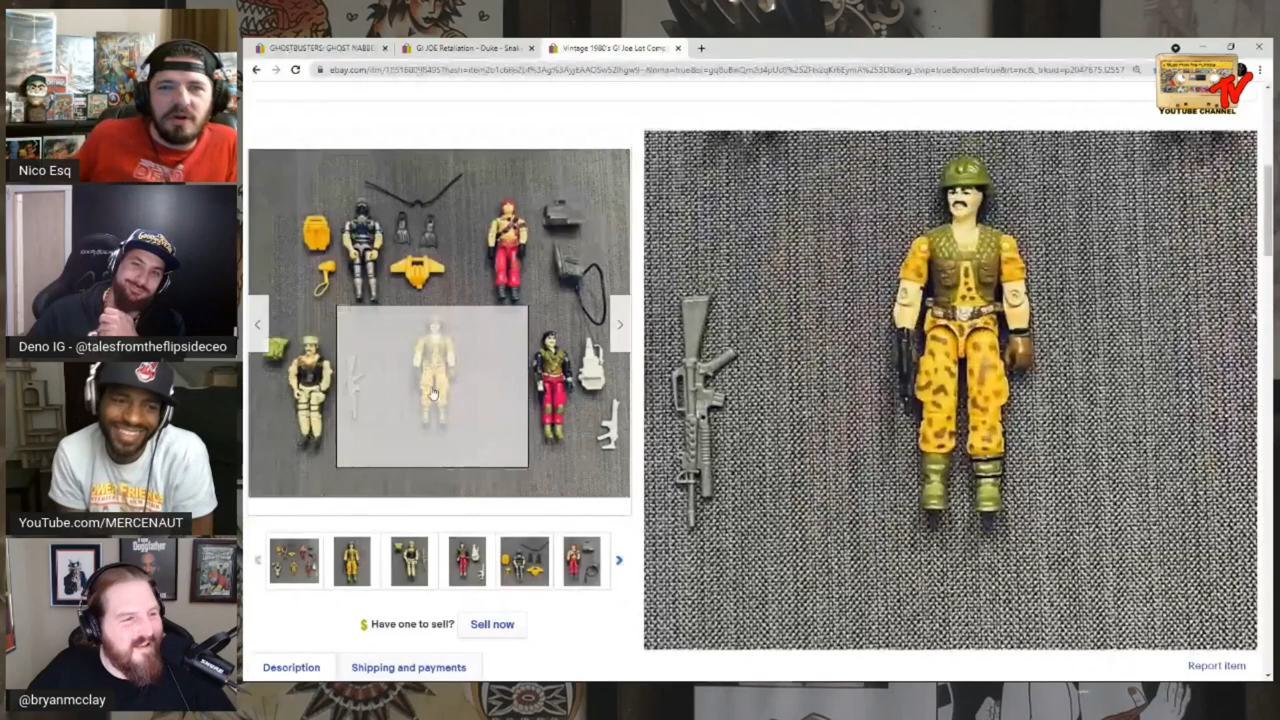 GHOSTBUSTERS: GHOST NABBE
GI JOE Retaliation - Duke - Snak
Vintage 1980's GI Joe Lot Comp
YOUTUBE CHANNEL
TV
Nico Esq
Deno IG - @talesfromtheflipsideceo
YouTube.com/MERCENAUT
@bryanmcclay
$ Have one to sell? Sell now
Report item
Description
Shipping and payments